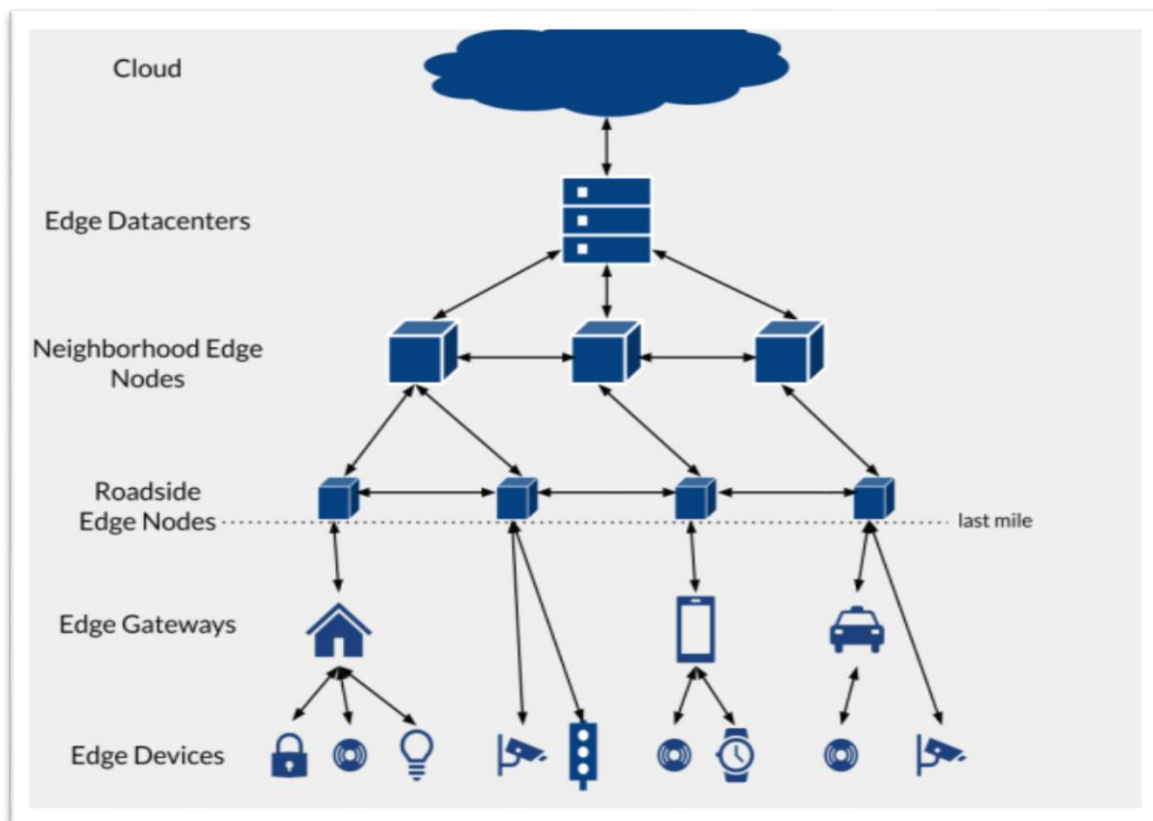 Cloud
Edge Datacenters
Neighborhood Edge
Nodes
Roadside
Edge Nodes
last mile
Edge Gateways
Edge Devices